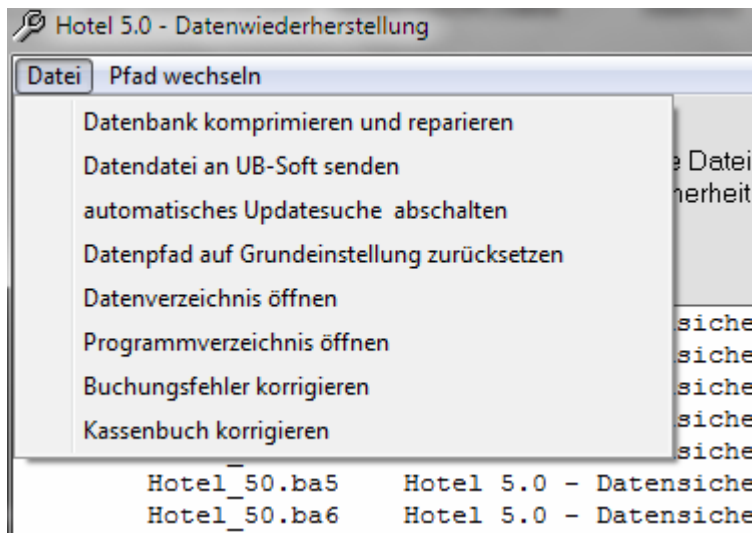 Hotel 5.0 - Datenwiederherstellung
Datei Pfad wechseln
Datenbank komprimieren und reparieren
Datendatei an UB-Soft senden
automatisches Updatesuche  abschalten
Datenpfad auf Grundeinstellung zurücksetzen
Datenverzeichnis öffnen
Programmverzeichnis öffnen
Buchungsfehler korrigieren
Kassenbuch korrigieren
Datei
Hotel_50.ba5 Hotel 5.0 - Datensiche
Hotel_50.ba6 Hotel 5.0 - Datensiche